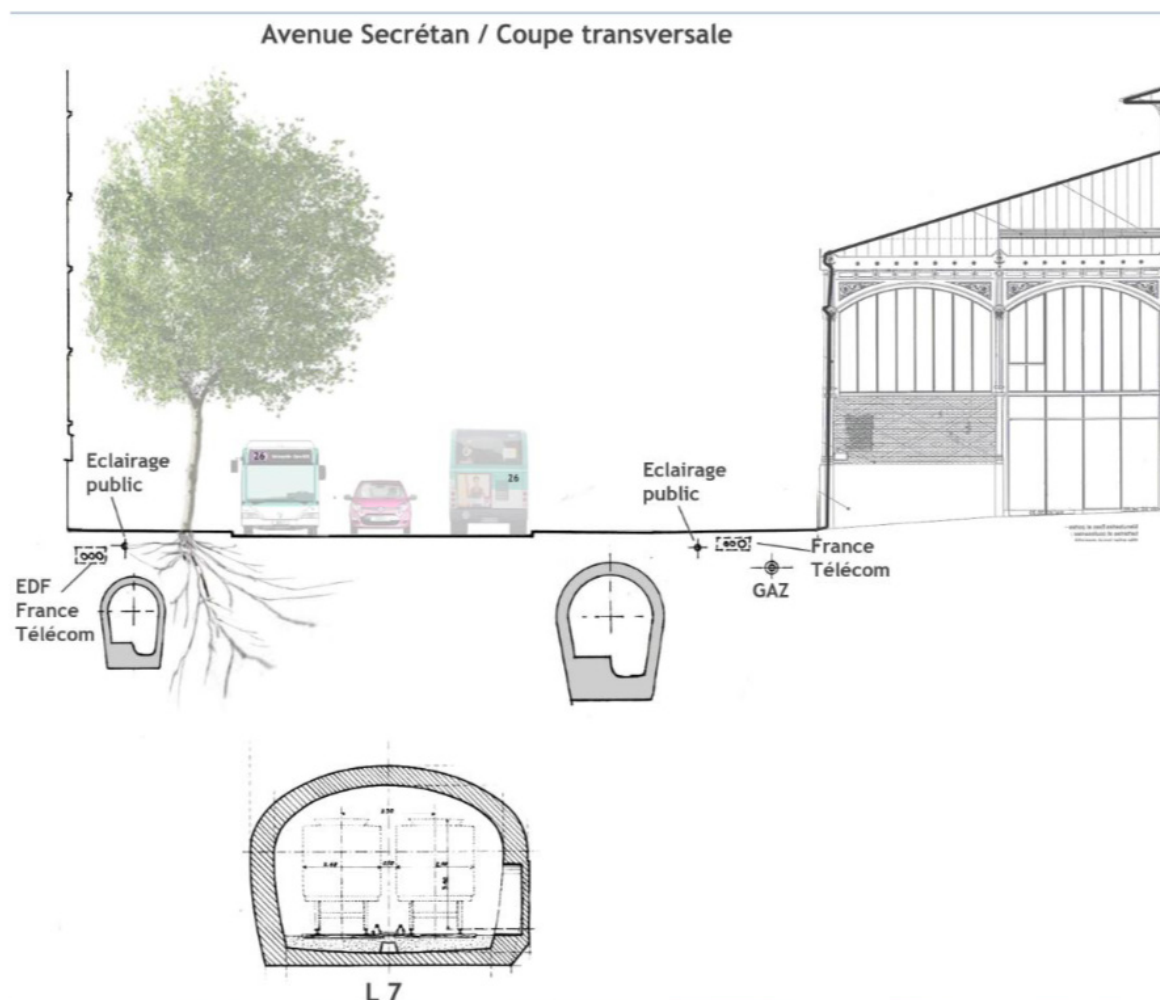 Avenue Secrétan / Coupe transversale
Eclairage
public
26
26
Eclairage
public
EDF
France
Télécom
France
Télécom
GAZ
L 7